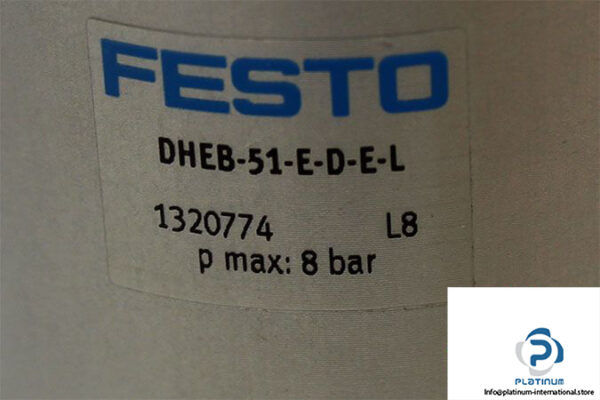 FESTO
DHEB-51-E-D-E-L
1320774 L8
p max: 8 bar
PLATINUM
Info@platinum-international.store